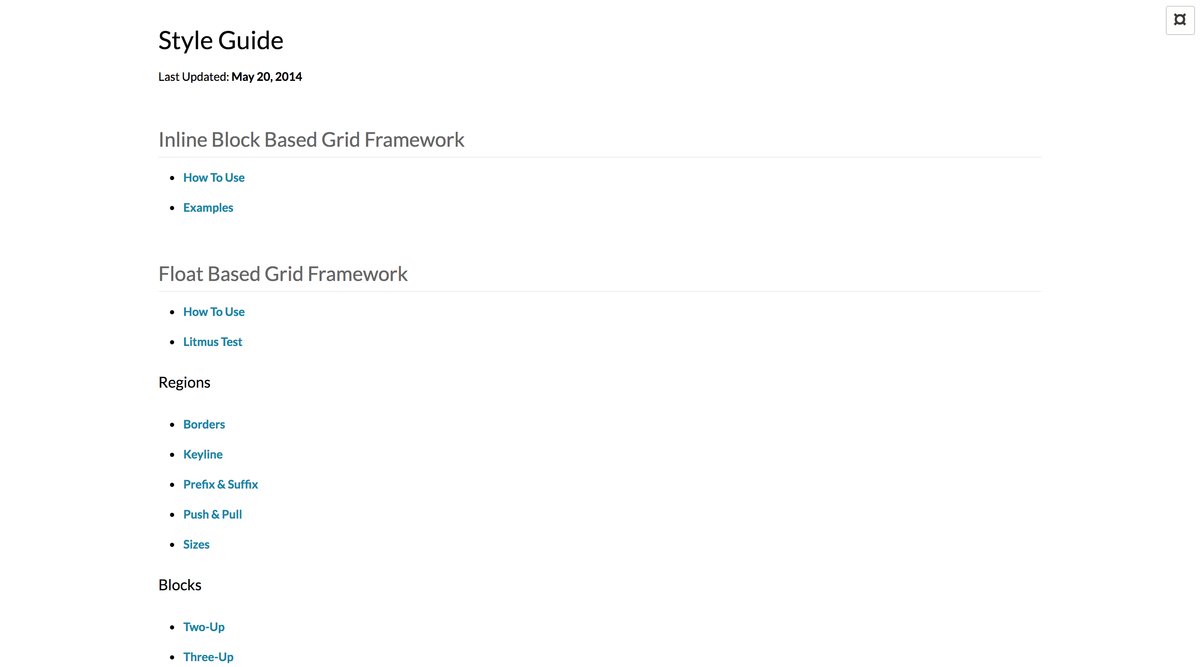 Style Guide
Last Updated: May 20, 2014
Inline Block Based Grid Framework
How To Use
Examples
Float Based Grid Framework
How To Use
Litmus Test
Regions
Borders
Keyline
Prefix & Suffix
Push & Pull
Sizes
Blocks
Two-Up
Three-Up